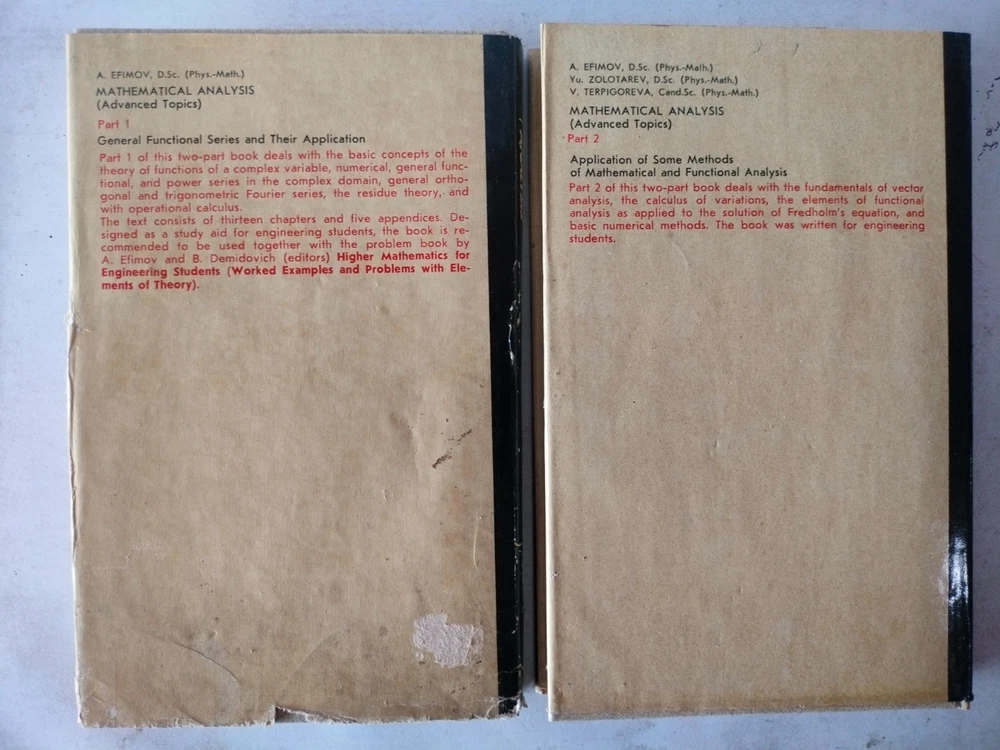 A. EFIMOV, D.Sc. (Phys.-Math.)
MATHEMATICAL ANALYSIS
(Advanced Topics)
Part 1
General Functional Series and Their Application
Part 1 of this two-part book deals with the basic concepts of the
theory of functions of a complex variable, numerical, general func-
tional, and power series in the complex domain, general ortho-
gonal and trigonometric Fourier series, the residue theory, and
with operational calculus.
The text consists of thirteen chapters and five appendices. De-
signed as a study aid for engineering students, the book is re-
commended to be used together with the problem book by
A. Efimov and B. Demidovich (editors) Higher Mathematics for
Engineering Students (Worked Examples and Problems with Ele-
ments of Theory).
A. EFIMOV, D.Sc. (Phys.-Math.)
Yu. ZOLOTAREV, D.Sc. (Phys.-Math.)
V. TERPIGOREVA, Cand.Sc. (Phys.-Math.)
MATHEMATICAL ANALYSIS
(Advanced Topics)
Part 2
Application of Some Methods
of Mathematical and Functional Analysis
Part 2 of this two-part book deals with the fundamentals of vector
analysis, the calculus of variations, the elements of functional
analysis as applied to the solution of Fredholm's equation, and
basic numerical methods. The book was written for engineering
students.